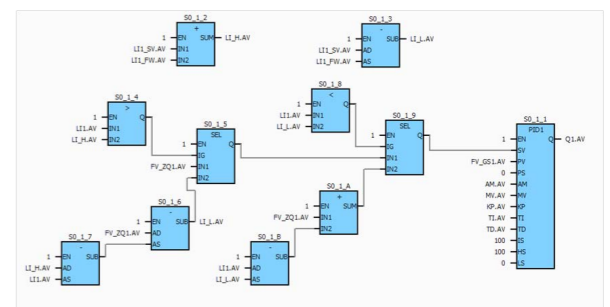 S0_1_2
+
1 EN SUM LI_H.AV
LI1_SV.AV IN1
LI1_FW.AV IN2
S0_1_3
-
1 EN SUB LI_L.AV
LI1_SV.AV AD
LI1_FW.AV AS
S0_1_4
>
1 EN Q
LI1.AV IN1
LI_H.AV IN2
S0_1_5
SEL
1 EN Q
IG
FV_ZQ1.AV IN1
IN2
S0_1_8
<
1 EN Q
LI1.AV IN1
LI_L.AV IN2
S0_1_9
SEL
1 EN Q
IG
IN1
IN2
S0_1_1
PID1
1 EN Q Q1.AV
SV
FV_GS1.AV PV
0 PS
AM.AV AM
MV.AV MV
KP.AV KP
TI.AV TI
TD.AV TD
100 IS
100 HS
0 LS
S0_1_6
-
1 EN SUB LI_L.AV
FV_ZQ1.AV AD
AS
S0_1_7
-
1 EN SUB
LI_H.AV AD
LI1.AV AS
S0_1_A
+
1 EN SUM
FV_ZQ1.AV IN1
IN2
S0_1_B
-
1 EN SUB
LI1.AV AD
LI_L.AV AS